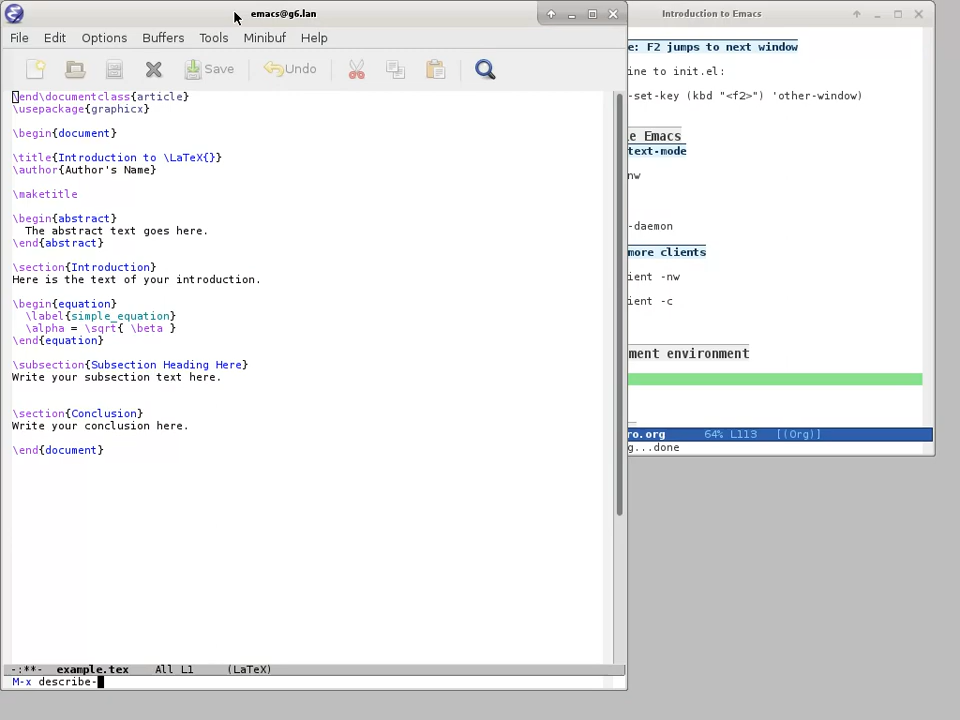 emacs@g6.lan
File Edit Options Buffers Tools Minibuf Help
Save Undo
\end\documentclass{article}
\usepackage{graphicx}
\begin{document}
\title{Introduction to \LaTeX{}}
\author{Author's Name}
\maketitle
\begin{abstract}
The abstract text goes here.
\end{abstract}
\section{Introduction}
Here is the text of your introduction.
\begin{equation}
\label{simple_equation}
\alpha = \sqrt{ \beta }
\end{equation}
\subsection{Subsection Heading Here}
Write your subsection text here.
\section{Conclusion}
Write your conclusion here.
\end{document}
-:**- example.tex All L1 (LaTeX)
M-x describe-
Introduction to Emacs
e: F2 jumps to next window
ine to init.el:
-set-key (kbd "<f2>") 'other-window)
le Emacs
text-mode
nw
-daemon
more clients
ient -nw
ient -c
ment environment
ro.org 64% L113 [(Org)]
g...done